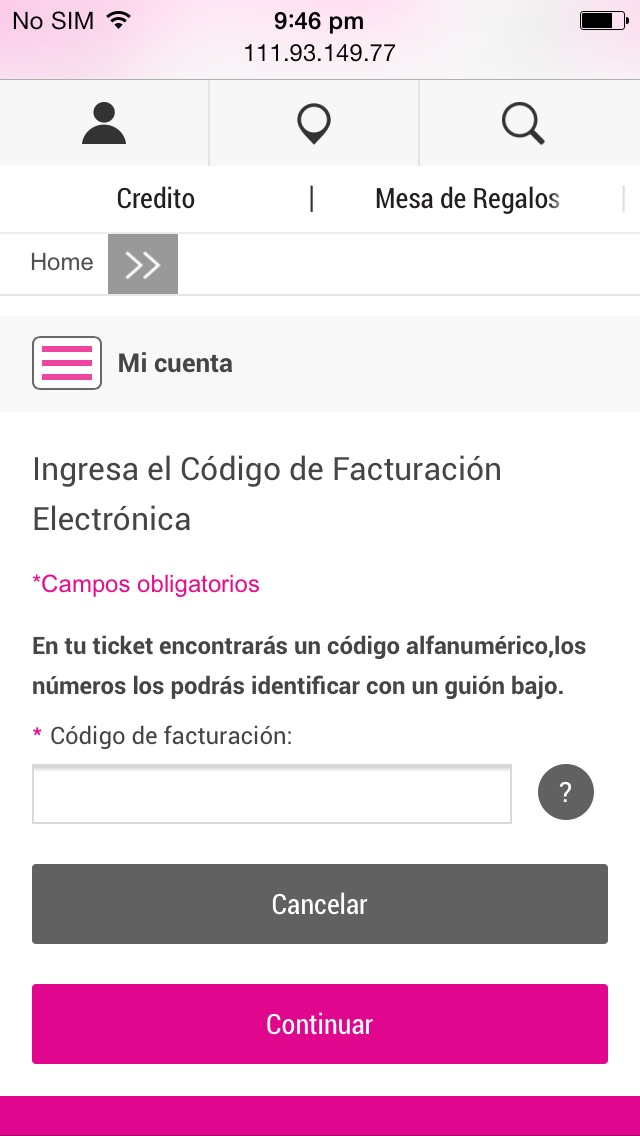 No SIM 9:46 pm
111.93.149.77
Credito | Mesa de Regalos |
Home
Mi cuenta
Ingresa el Código de Facturación
Electrónica
*Campos obligatorios
En tu ticket encontrarás un código alfanumérico,los
números los podrás identificar con un guión bajo.
* Código de facturación:
?
Cancelar
Continuar